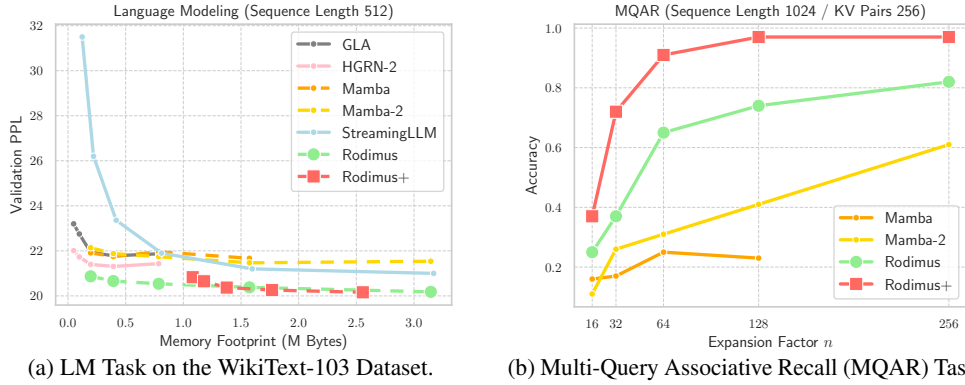 Language Modeling (Sequence Length 512)
Validation PPL
32
30
28
26
24
22
20
0.0 0.5 1.0 1.5 2.0 2.5 3.0
Memory Footprint (M Bytes)
GLA
HGRN-2
Mamba
Mamba-2
StreamingLLM
Rodimus
Rodimus+
(a) LM Task on the WikiText-103 Dataset.
MQAR (Sequence Length 1024 / KV Pairs 256)
Accuracy
1.0
0.8
0.6
0.4
0.2
16 32 64 128 256
Expansion Factor n
Mamba
Mamba-2
Rodimus
Rodimus+
(b) Multi-Query Associative Recall (MQAR) Tas